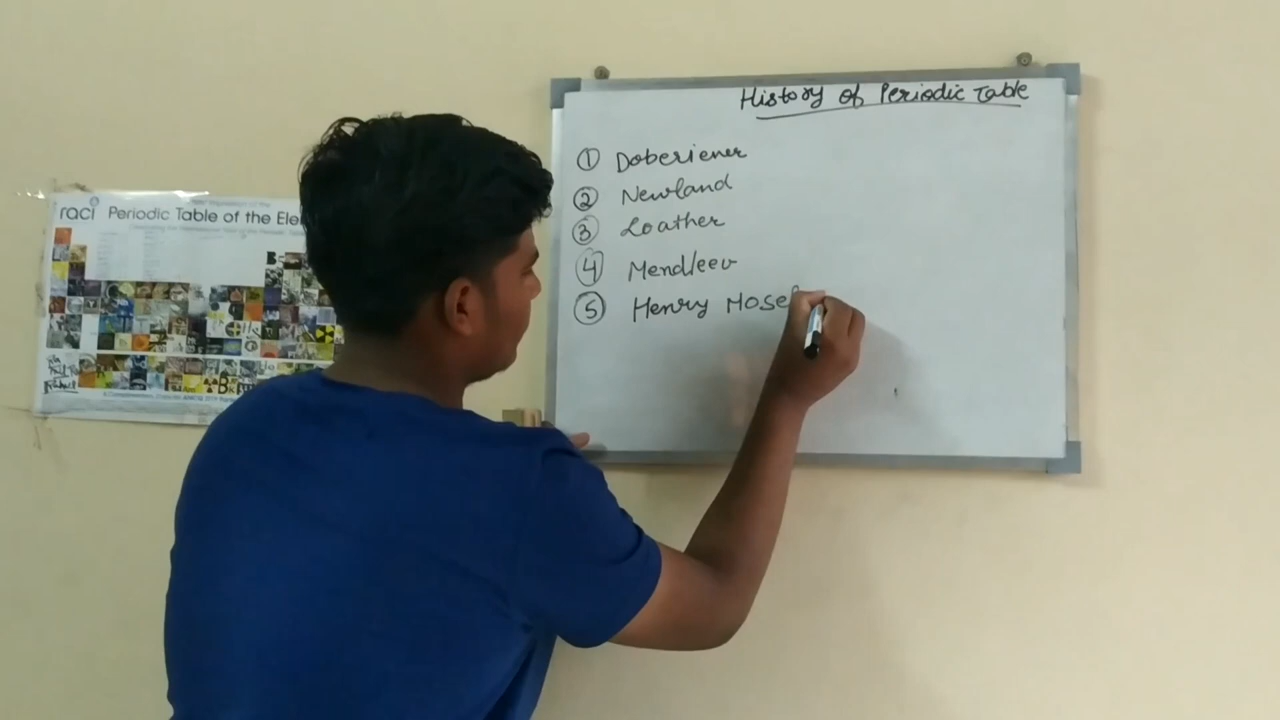 History of Periodic Table
① Doberiener
② Newland
③ Loather
④ Mendleev
⑤ Henry Mosel
raci Periodic Table of the Ele